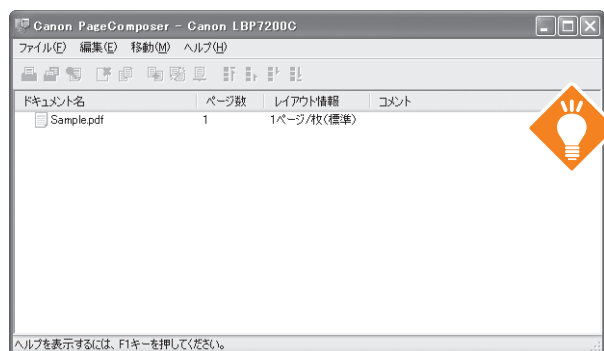 Canon PageComposer - Canon LBP7200C
ファイル(F) 編集(E) 移動(M) ヘルプ(H)
ドキュメント名 ページ数 レイアウト情報 コメント
Sample.pdf 1 1ページ/枚(標準)
ヘルプを表示するには、F1キーを押してください。